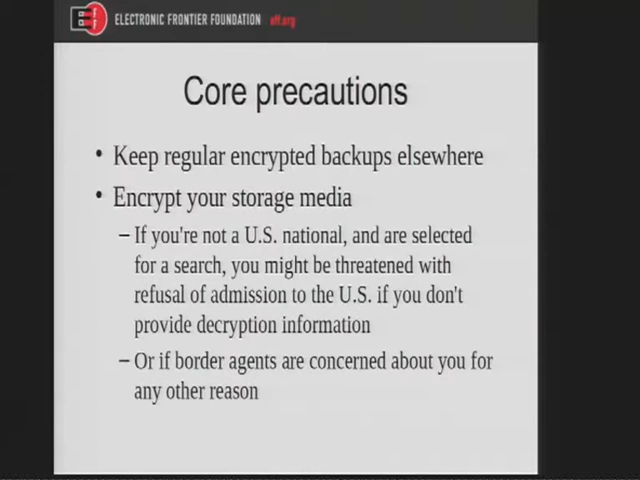 ELECTRONIC FRONTIER FOUNDATION eff.org
Core precautions
• Keep regular encrypted backups elsewhere
• Encrypt your storage media
– If you're not a U.S. national, and are selected
for a search, you might be threatened with
refusal of admission to the U.S. if you don't
provide decryption information
– Or if border agents are concerned about you for
any other reason